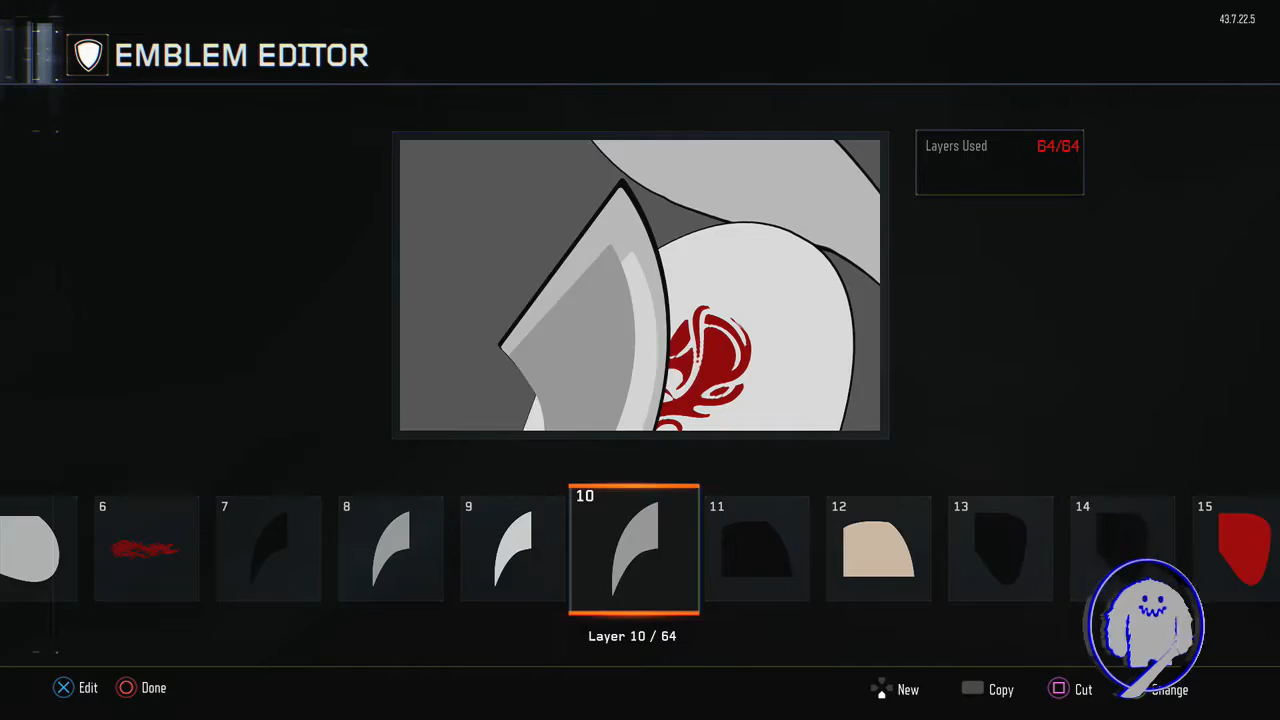 43.7.22.5
EMBLEM EDITOR
Layers Used 64/64
6 7 8 9 10 11 12 13 14 15
Layer 10 / 64
Edit Done New Copy Cut Change